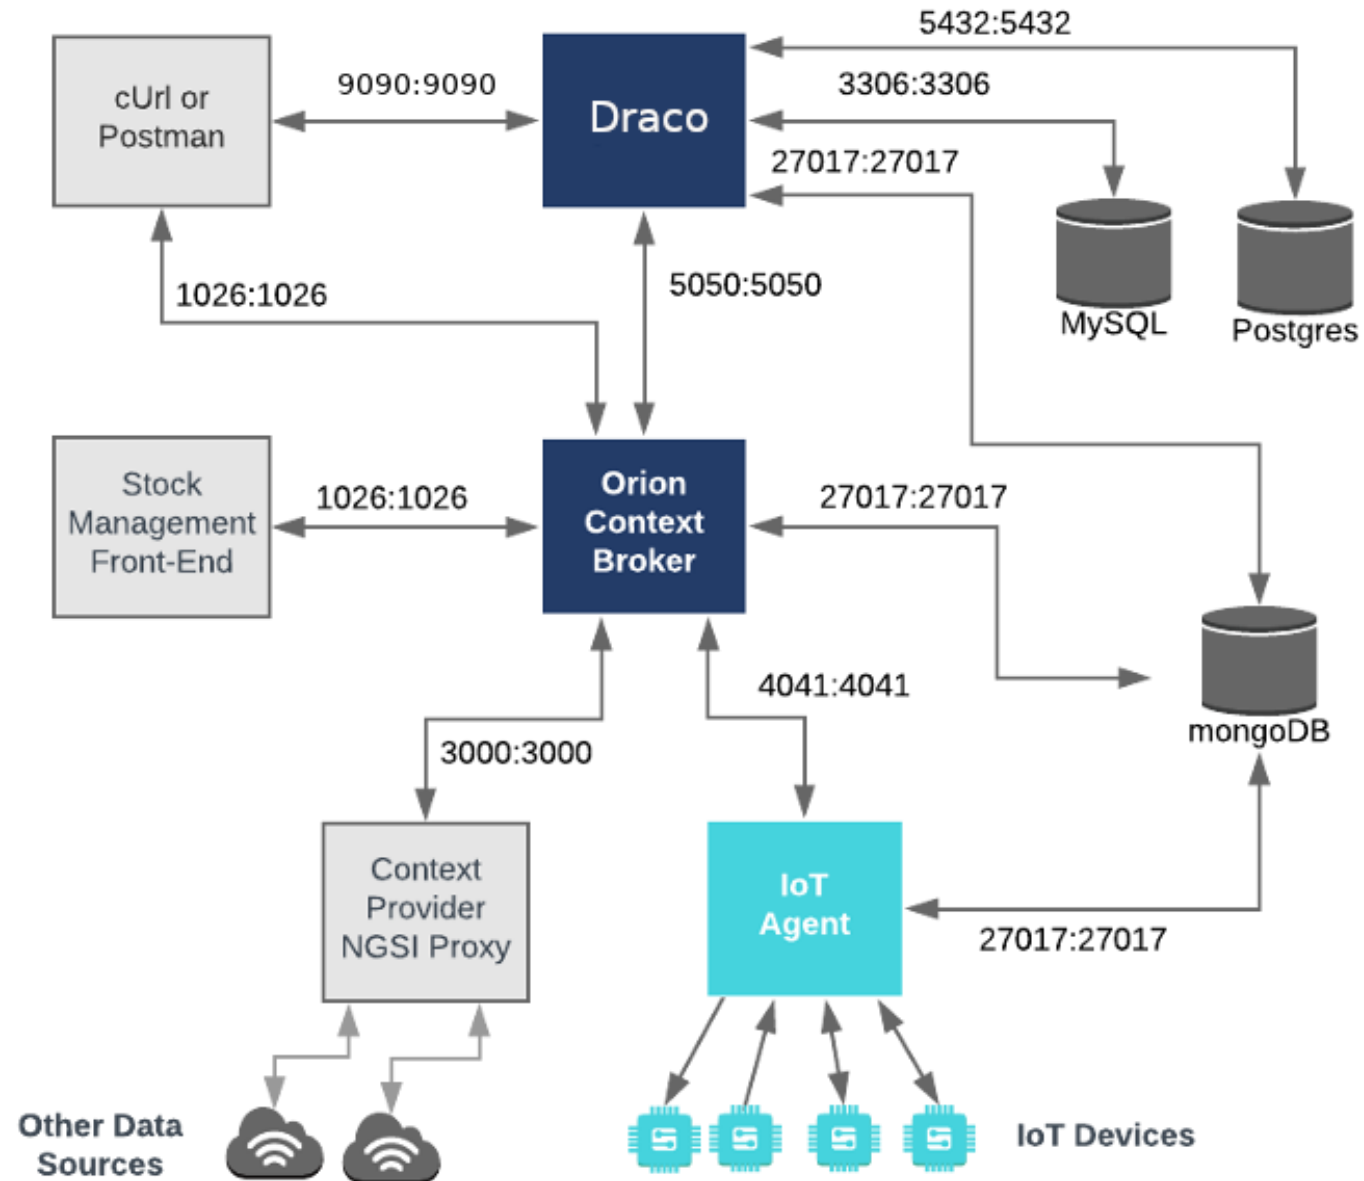 5432:5432
cUrl or
Postman
9090:9090
Draco
3306:3306
27017:27017
1026:1026
5050:5050
MySQL
Postgres
Stock
Management
Front-End
1026:1026
Orion
Context
Broker
27017:27017
4041:4041
mongoDB
3000:3000
Context
Provider
NGSI Proxy
IoT
Agent
27017:27017
Other Data
Sources
IoT Devices